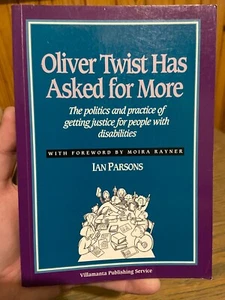 Oliver Twist Has
Asked for More
The politics and practice of
getting justice for people with
disabilities
WITH FOREWORD BY MOIRA RAYNER
IAN PARSONS
Villamanta Publishing Service